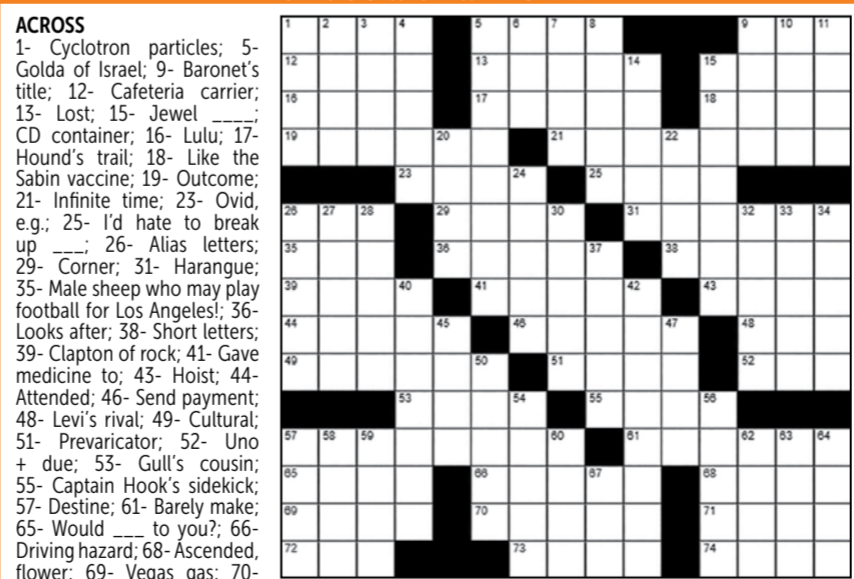 ACROSS
1- Cyclotron particles; 5-
Golda of Israel; 9- Baronet's
title; 12- Cafeteria carrier;
13- Lost; 15- Jewel ____;
CD container; 16- Lulu; 17-
Hound's trail; 18- Like the
Sabin vaccine; 19- Outcome;
21- Infinite time; 23- Ovid,
e.g.; 25- I'd hate to break
up ___; 26- Alias letters;
29- Corner; 31- Harangue;
35- Male sheep who may play
football for Los Angeles!; 36-
Looks after; 38- Short letters;
39- Clapton of rock; 41- Gave
medicine to; 43- Hoist; 44-
Attended; 46- Send payment;
48- Levi's rival; 49- Cultural;
51- Prevaricator; 52- Uno
+ due; 53- Gull's cousin;
55- Captain Hook's sidekick;
57- Destine; 61- Barely make;
65- Would ___ to you?; 66-
Driving hazard; 68- Ascended,
flower; 69- Vegas gas; 70-
1 2 3 4 5 6 7 8 9 10 11
12 13 14 15
16 17 18
19 20 21 22
23 24 25
26 27 28 29 30 31 32 33 34
35 36 37 38
39 40 41 42 43
44 45 46 47 48
49 50 51 52
53 54 55 56
57 58 59 60 61 62 63 64
65 66 67 68
69 70 71
72 73 74